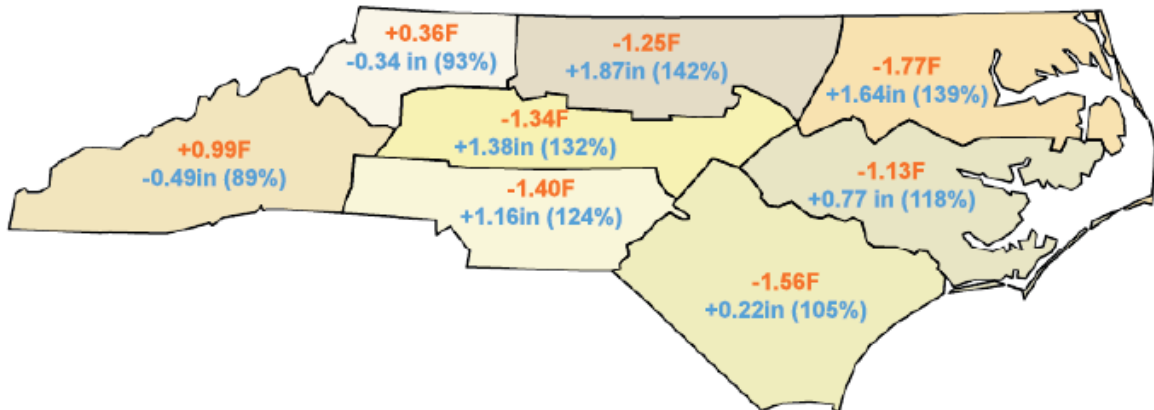 +0.36F
-0.34 in (93%)
-1.25F
+1.87in (142%)
-1.77F
+1.64in (139%)
-1.34F
+1.38in (132%)
+0.99F
-0.49in (89%)
-1.40F
+1.16in (124%)
-1.13F
+0.77 in (118%)
-1.56F
+0.22in (105%)